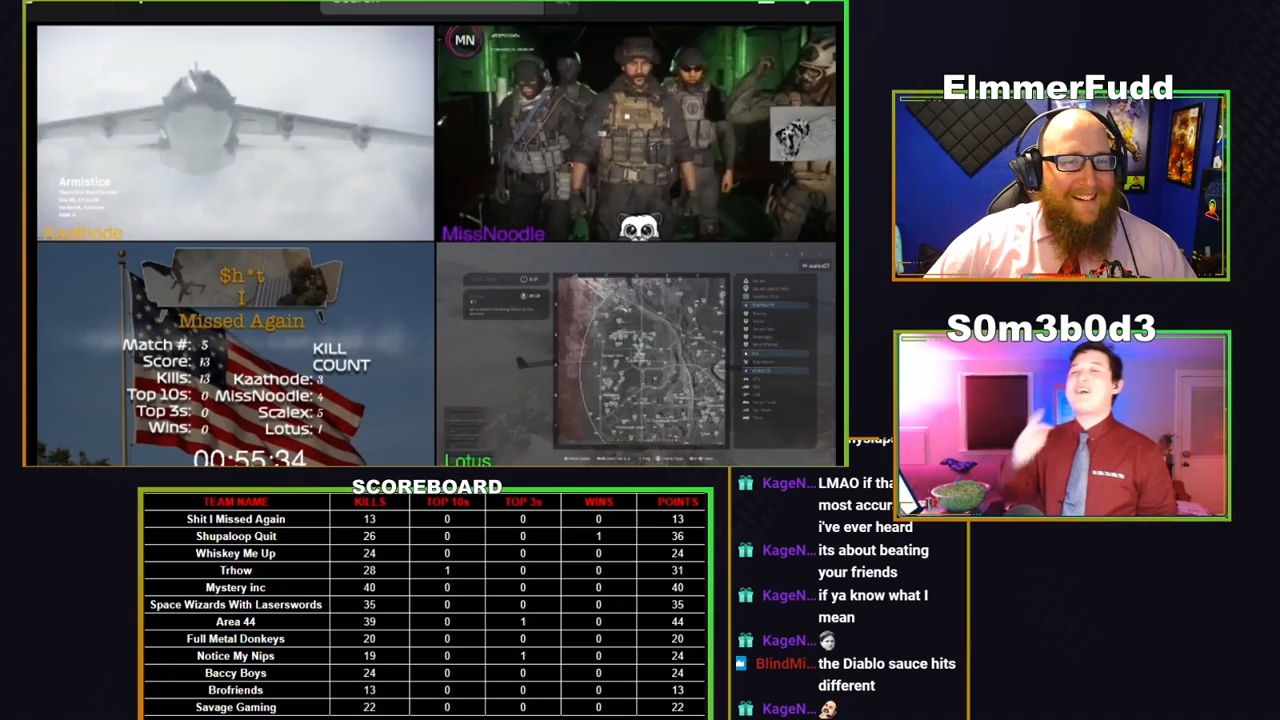 MN
Armistice
Kaathode
MissNoodle
$h*t
I
Missed Again
Match #: 5
Score: 13
Kills: 13
Top 10s: 0
Top 3s: 0
Wins: 0
KILL
COUNT
Kaathode: 3
MissNoodle: 4
Scalex: 5
Lotus: 1
00:55:34
Lotus
ElmmerFudd
S0m3b0d3
SCOREBOARD
TEAM NAME KILLS TOP 10s TOP 3s WINS POINTS
Shit I Missed Again 13 0 0 0 13
Shupaloop Quit 26 0 0 1 36
Whiskey Me Up 24 0 0 0 24
Trhow 28 1 0 0 31
Mystery inc 40 0 0 0 40
Space Wizards With Laserswords 35 0 0 0 35
Area 44 39 0 1 0 44
Full Metal Donkeys 20 0 0 0 20
Notice My Nips 19 0 1 0 24
Baccy Boys 24 0 0 0 24
Brofriends 13 0 0 0 13
Savage Gaming 22 0 0 0 22
KageN... LMAO if tha
most accur
i've ever heard
KageN... its about beating
your friends
KageN... if ya know what I
mean
KageN...
BlindMi... the Diablo sauce hits
different
KageN...